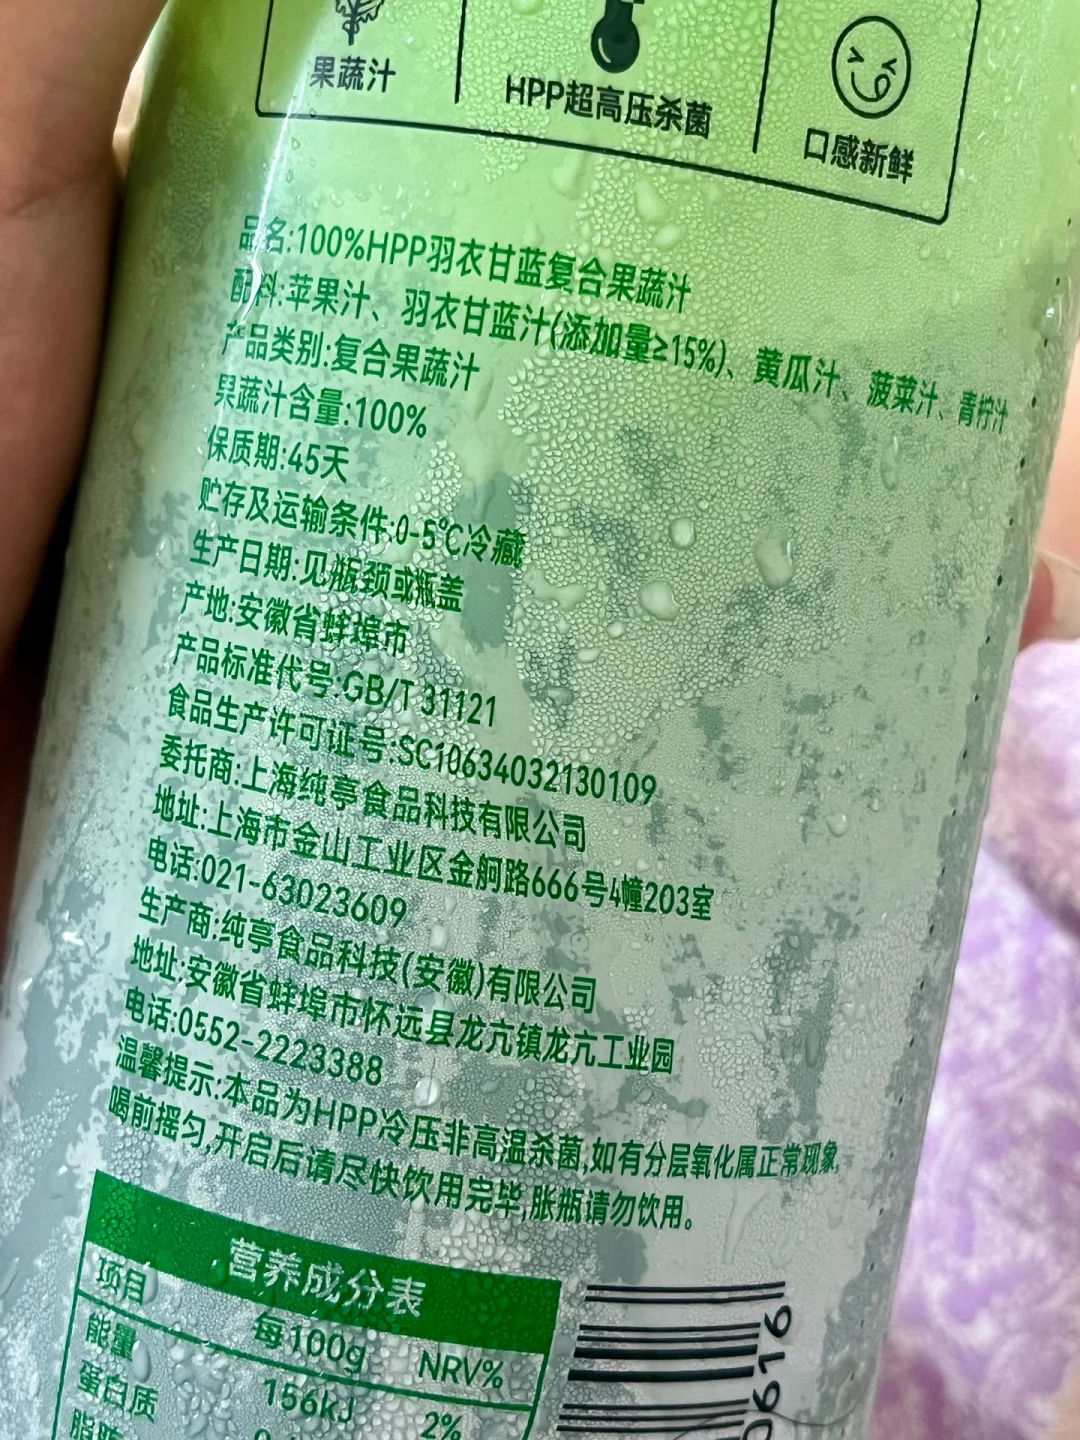 果蔬汁
HPP超高压杀菌
口感新鲜
品名:100%HPP羽衣甘蓝复合果蔬汁
配料:苹果汁、羽衣甘蓝汁(添加量≥15%)、黄瓜汁、菠菜汁、青柠汁
产品类别:复合果蔬汁
果蔬汁含量:100%
保质期:45天
贮存及运输条件:0-5℃冷藏
生产日期:见瓶颈或瓶盖
产地:安徽省蚌埠市
产品标准代号:GB/T 31121
食品生产许可证号:SC10634032130109
委托商:上海纯亭食品科技有限公司
地址:上海市金山工业区金舸路666号4幢203室
电话:021-63023609
生产商:纯亭食品科技(安徽)有限公司
地址:安徽省蚌埠市怀远县龙亢镇龙亢工业园
电话:0552-2223388
温馨提示:本品为HPP冷压非高温杀菌,如有分层氧化属正常现象,
喝前摇匀,开启后请尽快饮用完毕,胀瓶请勿饮用。
营养成分表
项目 每100g NRV%
能量 156kJ 2%
蛋白质
脂肪
0616